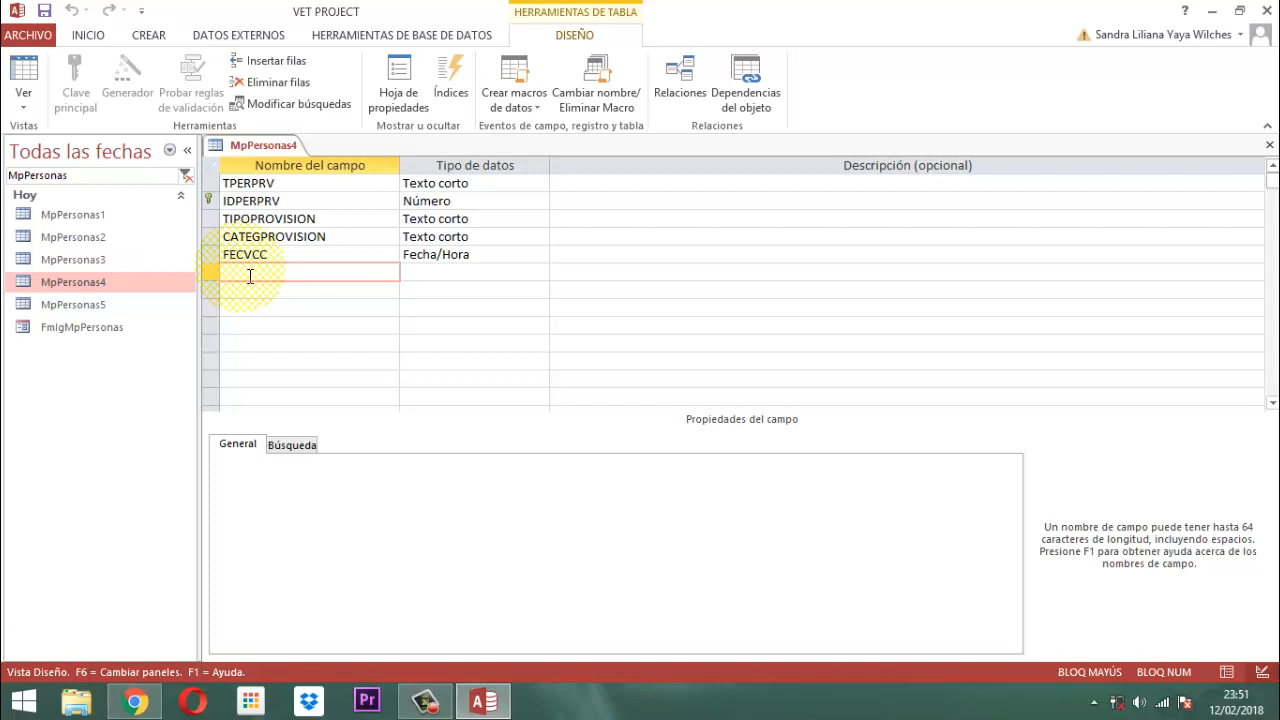 VET PROJECT
HERRAMIENTAS DE TABLA
?
ARCHIVO
INICIO
CREAR
DATOS EXTERNOS
HERRAMIENTAS DE BASE DE DATOS
DISEÑO
Sandra Liliana Yaya Wilches
Ver
Clave principal
Generador
Probar reglas de validación
Insertar filas
Eliminar filas
Modificar búsquedas
Hoja de propiedades
Índices
Crear macros de datos
Cambiar nombre/ Eliminar Macro
Relaciones
Dependencias del objeto
Vistas
Herramientas
Mostrar u ocultar
Eventos de campo, registro y tabla
Relaciones
Todas las fechas
MpPersonas
Hoy
MpPersonas1
MpPersonas2
MpPersonas3
MpPersonas4
MpPersonas5
FmIgMpPersonas
MpPersonas4
Nombre del campo Tipo de datos Descripción (opcional)
TPERPRV Texto corto
IDPERPRV Número
TIPOPROVISION Texto corto
CATEGPROVISION Texto corto
FECVCC Fecha/Hora
Propiedades del campo
General
Búsqueda
Un nombre de campo puede tener hasta 64
caracteres de longitud, incluyendo espacios.
Presione F1 para obtener ayuda acerca de los
nombres de campo.
Vista Diseño. F6 = Cambiar paneles. F1 = Ayuda.
BLOQ MAYÚS
BLOQ NUM
Pr
23:51
12/02/2018